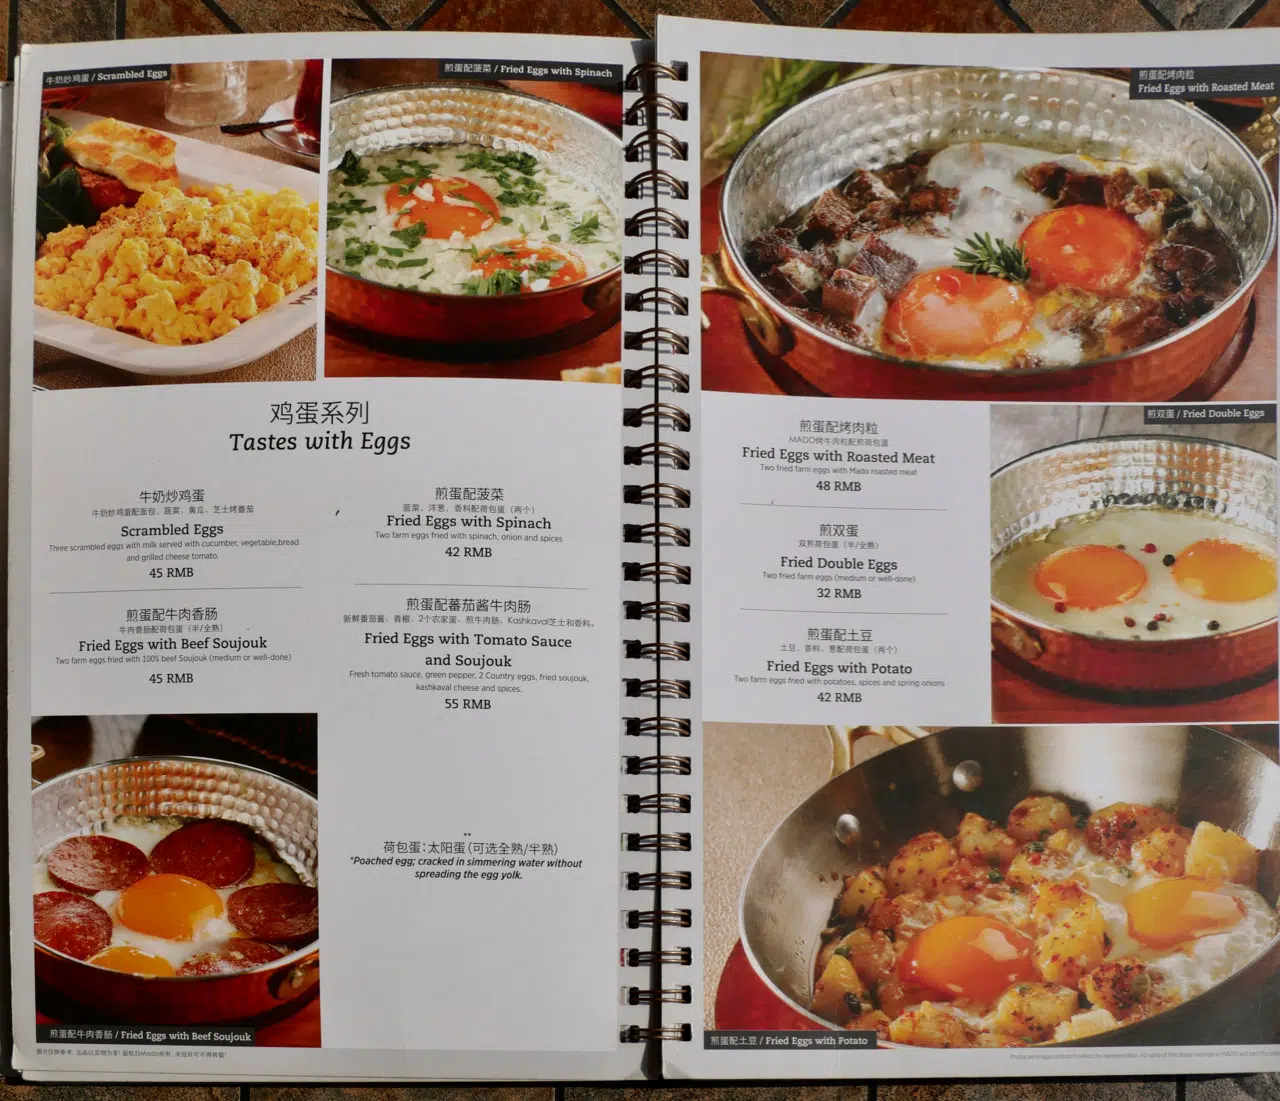 牛奶炒鸡蛋 / Scrambled Eggs
煎蛋配菠菜 / Fried Eggs with Spinach
鸡蛋系列
Tastes with Eggs
牛奶炒鸡蛋
牛奶炒鸡蛋配面包、蔬菜、黄瓜、芝士烤番茄
Scrambled Eggs
Three scrambled eggs with milk served with cucumber, vegetable,bread
and grilled cheese tomato.
45 RMB
煎蛋配牛肉香肠
牛肉香肠配荷包蛋（半/全熟）
Fried Eggs with Beef Soujouk
Two farm eggs fried with 100% beef Soujouk (medium or well-done)
45 RMB
煎蛋配菠菜
菠菜、洋葱、香料配荷包蛋（两个）
Fried Eggs with Spinach
Two farm eggs fried with spinach, onion and spices
42 RMB
煎蛋配蕃茄酱牛肉肠
新鲜番茄酱、青椒、2个农家蛋、煎牛肉肠、Kashkaval芝士和香料。
Fried Eggs with Tomato Sauce
and Soujouk
Fresh tomato sauce, green pepper, 2 Country eggs, fried soujouk,
kashkaval cheese and spices.
55 RMB
**
荷包蛋：太阳蛋（可选全熟/半熟）
*Poached egg; cracked in simmering water without
spreading the egg yolk.
煎蛋配牛肉香肠 / Fried Eggs with Beef Soujouk
煎蛋配烤肉粒
Fried Eggs with Roasted Meat
煎蛋配烤肉粒
MADO烤牛肉粒配煎荷包蛋
Fried Eggs with Roasted Meat
Two fried farm eggs with Mado roasted meat
48 RMB
煎双蛋
双煎荷包蛋（半/全熟）
Fried Double Eggs
Two fried farm eggs (medium or well-done)
32 RMB
煎蛋配土豆
土豆、香料、葱配荷包蛋（两个）
Fried Eggs with Potato
Two farm eggs fried with potatoes, spices and spring onions
42 RMB
煎双蛋 / Fried Double Eggs
煎蛋配土豆 / Fried Eggs with Potato